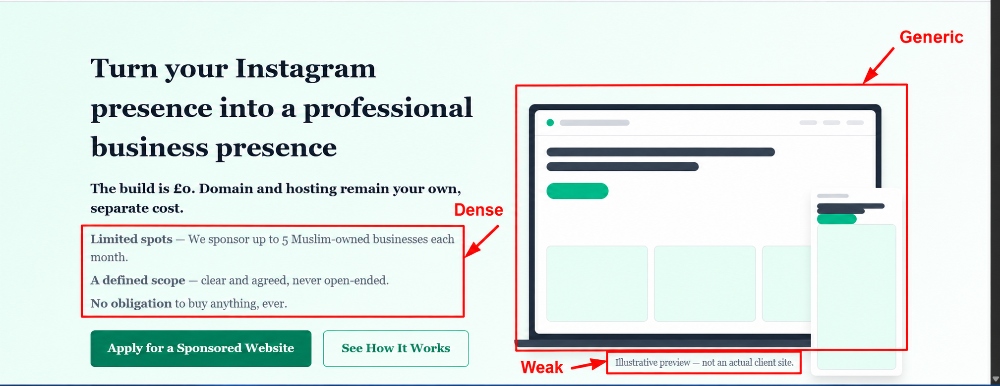 Generic
Turn your Instagram
presence into a professional
business presence
The build is £0. Domain and hosting remain your own,
separate cost.
Dense
Limited spots — We sponsor up to 5 Muslim-owned businesses each
month.
A defined scope — clear and agreed, never open-ended.
No obligation to buy anything, ever.
Apply for a Sponsored Website
See How It Works
Weak
Illustrative preview — not an actual client site.